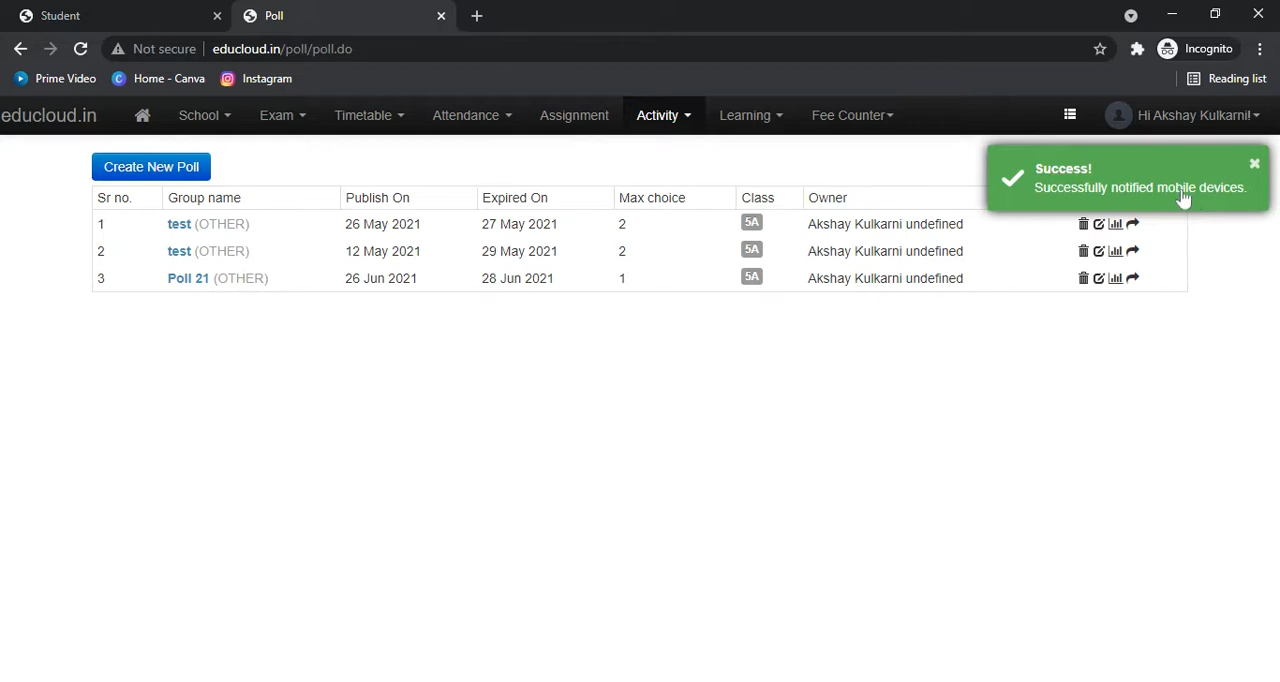 Student
Poll
Not secure educloud.in/poll/poll.do Incognito
Prime Video Home - Canva Instagram Reading list
educloud.in School Exam Timetable Attendance Assignment Activity Learning Fee Counter Hi Akshay Kulkarni!
Create New Poll
Success!
Successfully notified mobile devices.
Sr no. Group name Publish On Expired On Max choice Class Owner
1 test (OTHER) 26 May 2021 27 May 2021 2 5A Akshay Kulkarni undefined
2 test (OTHER) 12 May 2021 29 May 2021 2 5A Akshay Kulkarni undefined
3 Poll 21 (OTHER) 26 Jun 2021 28 Jun 2021 1 5A Akshay Kulkarni undefined